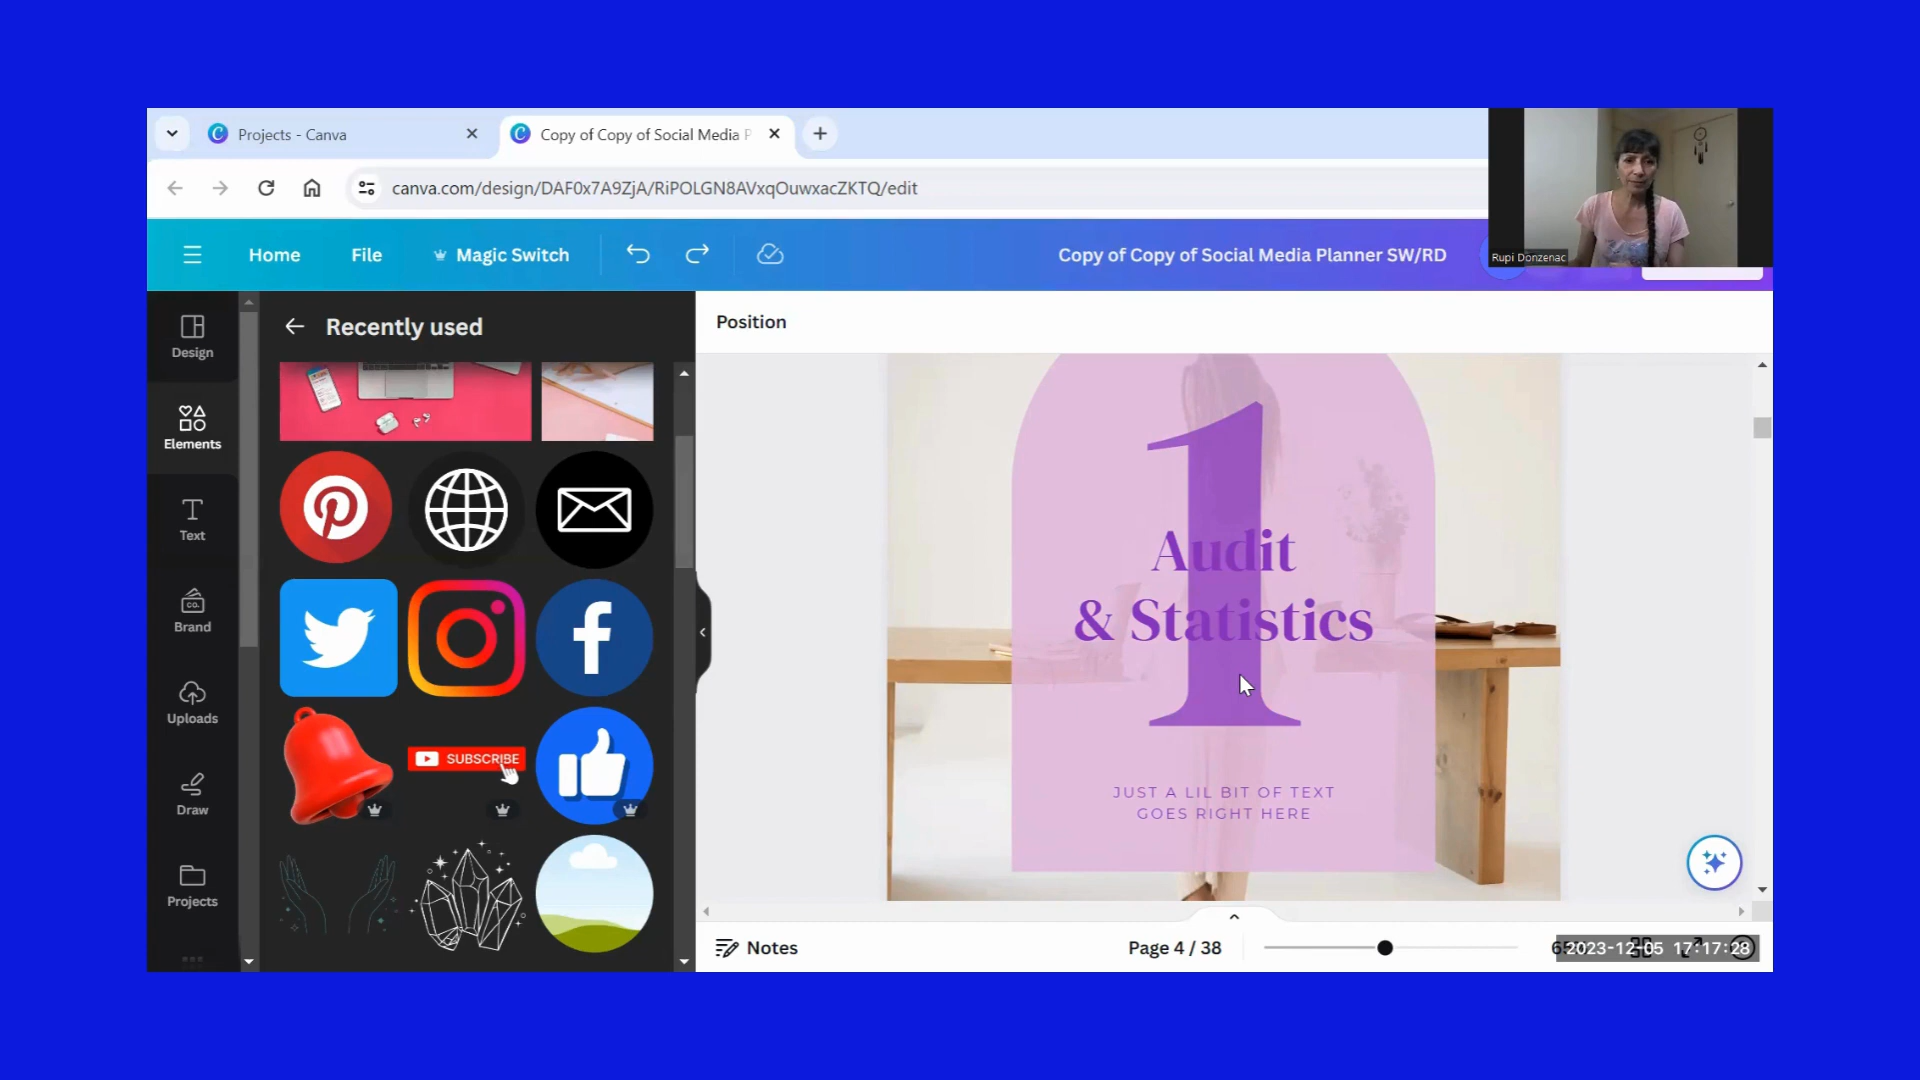 Projects - Canva
Copy of Copy of Social Media P
canva.com/design/DAF0x7A9ZjA/RiPOLGN8AVxqOuwxacZKTQ/edit
Rupi Donzenac
Home
File
Magic Switch
Copy of Copy of Social Media Planner SW/RD
Design
Elements
Text
Brand
Uploads
Draw
Projects
Recently used
CO.
SUBSCRIBE
Position
1
Audit
& Statistics
JUST A LIL BIT OF TEXT
GOES RIGHT HERE
Notes
Page 4 / 38
2023-12-05 17:17:28